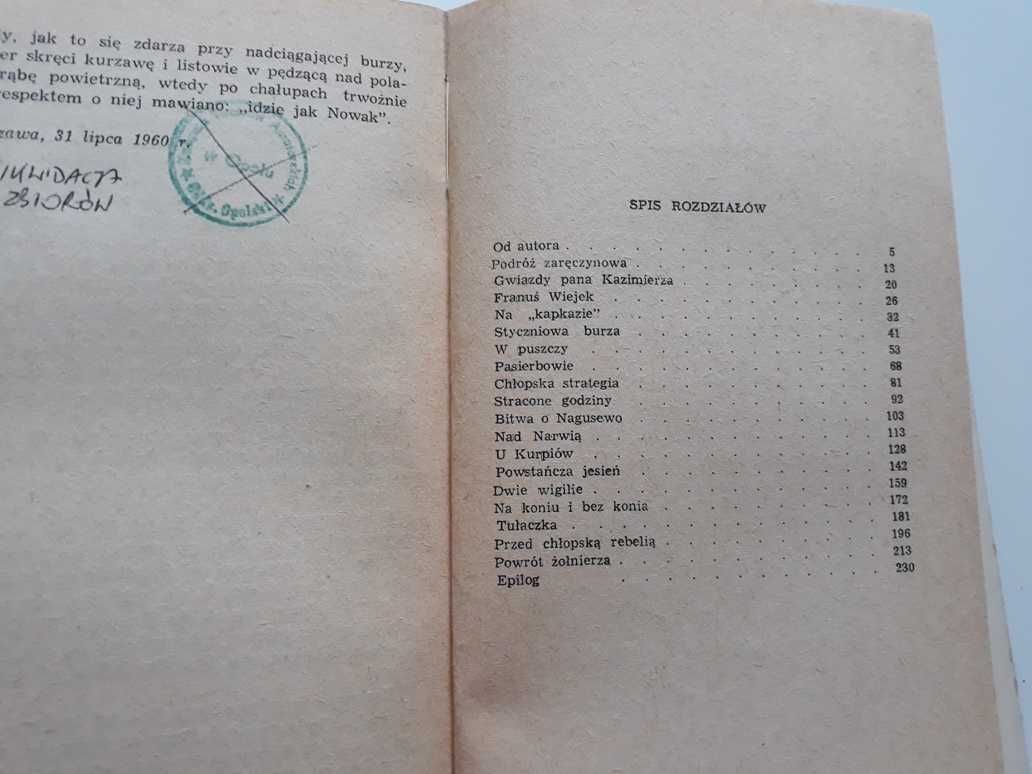 y, jak to się zdarza przy nadciągającej burzy,
er skręci kurzawę i listowie w pędzącą nad pola-
rąbę powietrzną, wtedy po chałupach trwożnie
espektem o niej mawiano: „idzie jak Nowak”.
zawa, 31 lipca 1960 r.
IKWIDACJA
ZBIORÓW
w Opolu
Okr. Opolski
SPIS ROZDZIAŁÓW
Od autora . . . . . . . . . . 5
Podróż zaręczynowa . . . . . . . . 13
Gwiazdy pana Kazimierza . . . . . . . 20
Franuś Wiejek . . . . . . . . . 26
Na „kapkazie” . . . . . . . . . 32
Styczniowa burza . . . . . . . . 41
W puszczy . . . . . . . . . . 53
Pasierbowie . . . . . . . . . . 68
Chłopska strategia . . . . . . . . 81
Stracone godziny . . . . . . . . 92
Bitwa o Nagusewo . . . . . . . . 103
Nad Narwią . . . . . . . . . . 113
U Kurpiów . . . . . . . . . . 128
Powstańcza jesień . . . . . . . . 142
Dwie wigilie . . . . . . . . . . 159
Na koniu i bez konia . . . . . . . . 172
Tułaczka . . . . . . . . . . . 181
Przed chłopską rebelią . . . . . . . . 196
Powrót żołnierza . . . . . . . . . 213
Epilog . . . . . . . . . 230